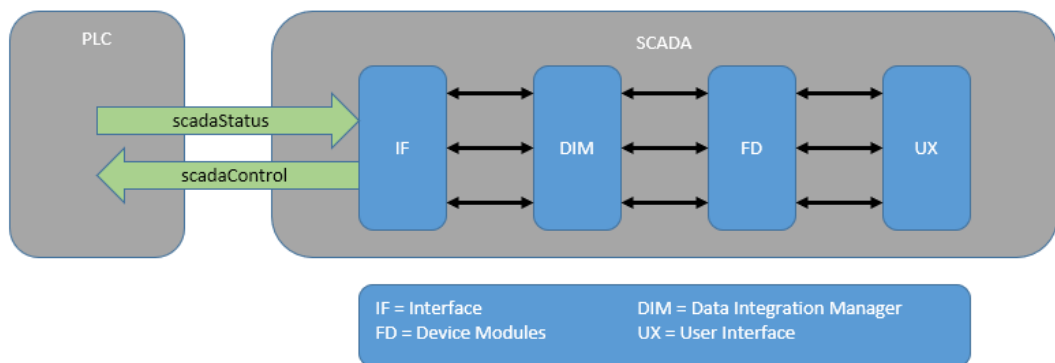 PLC
SCADA
scadaStatus
scadaControl
IF
DIM
FD
UX
IF = Interface
DIM = Data Integration Manager
FD = Device Modules
UX = User Interface